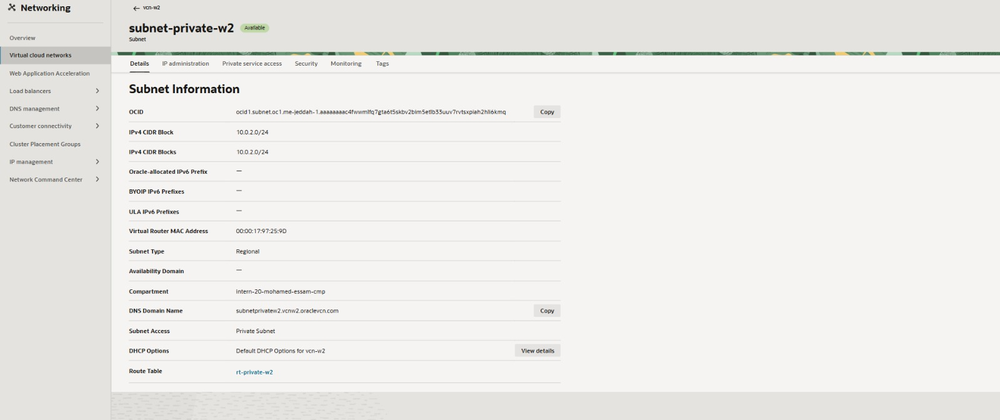 Networking
Overview
Virtual cloud networks
Web Application Acceleration
Load balancers
DNS management
Customer connectivity
Cluster Placement Groups
IP management
Network Command Center
vcn-w2
subnet-private-w2 Available
Subnet
Details IP administration Private service access Security Monitoring Tags
Subnet Information
OCID ocid1.subnet.oc1.me-jeddah-1.aaaaaaaac4fwwmlfq7gta6t5skbv2bim5etlb33uuv7rvtsxpiah2hli6kmq Copy
IPv4 CIDR Block 10.0.2.0/24
IPv4 CIDR Blocks 10.0.2.0/24
Oracle-allocated IPv6 Prefix —
BYOIP IPv6 Prefixes —
ULA IPv6 Prefixes —
Virtual Router MAC Address 00:00:17:97:25:9D
Subnet Type Regional
Availability Domain —
Compartment intern-20-mohamed-essam-cmp
DNS Domain Name subnetprivatew2.vcnw2.oraclevcn.com Copy
Subnet Access Private Subnet
DHCP Options Default DHCP Options for vcn-w2 View details
Route Table rt-private-w2